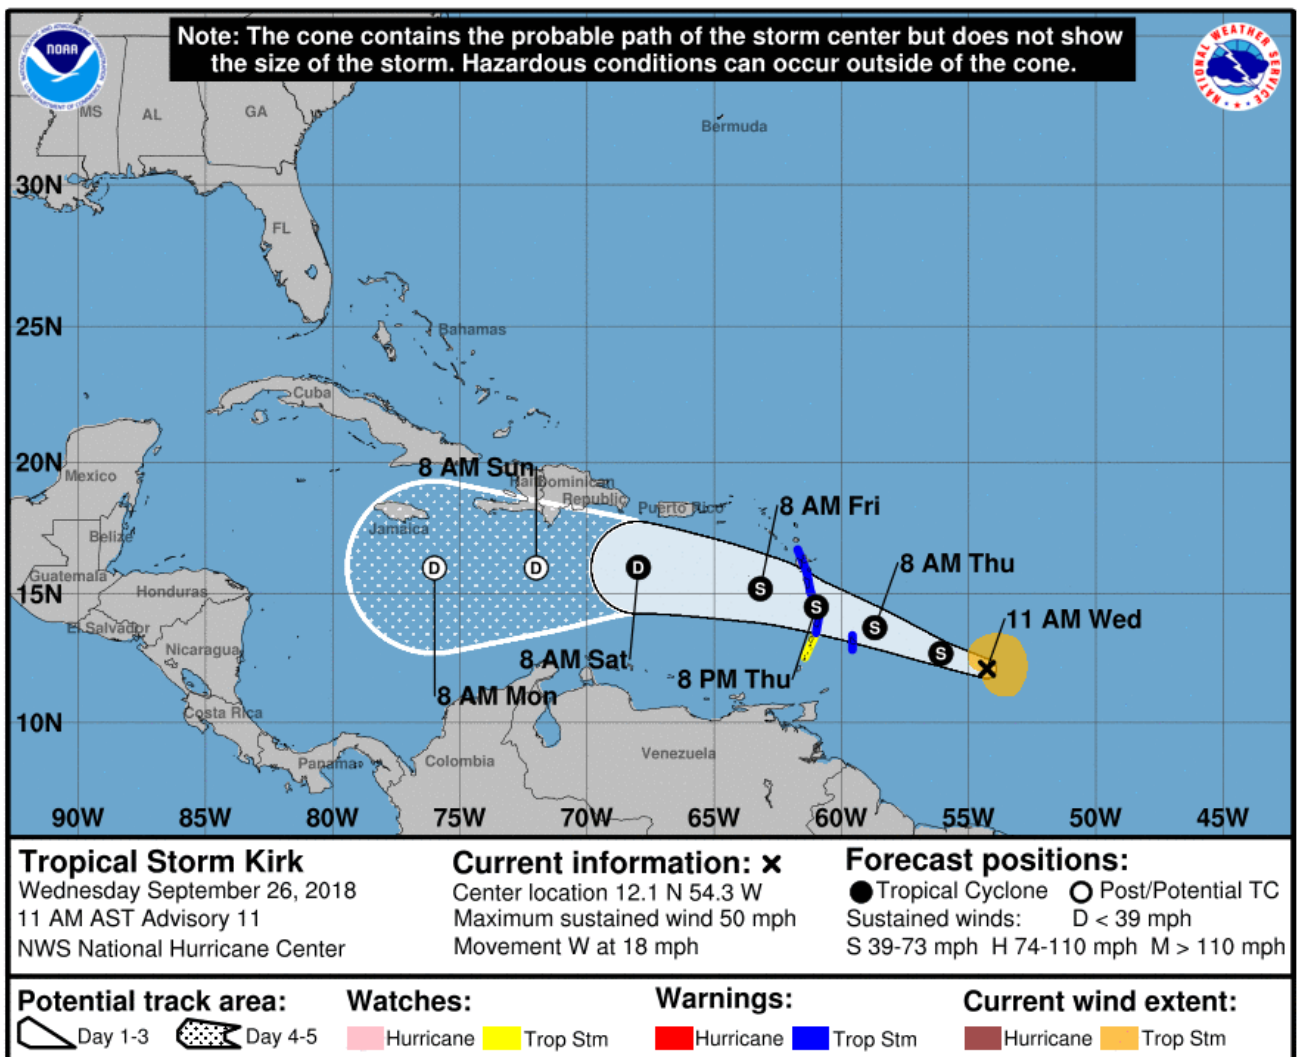 Note: The cone contains the probable path of the storm center but does not show
the size of the storm. Hazardous conditions can occur outside of the cone.
NOAA
NATIONAL WEATHER SERVICE
MS
AL
GA
Bermuda
30N
FL
25N
Bahamas
Cuba
20N
8 AM Sun
Mexico
Dominican
Republic
Puerto Rico
8 AM Fri
Jamaica
Belize
8 AM Thu
Guatemala
15N
Honduras
D
D
D
S
S
S
S
11 AM Wed
El Salvador
Nicaragua
8 AM Sat
8 PM Thu
8 AM Mon
Costa Rica
10N
Panama
Colombia
Venezuela
90W 85W 80W 75W 70W 65W 60W 55W 50W 45W
Tropical Storm Kirk
Wednesday September 26, 2018
11 AM AST Advisory 11
NWS National Hurricane Center
Current information: ×
Center location 12.1 N 54.3 W
Maximum sustained wind 50 mph
Movement W at 18 mph
Forecast positions:
Tropical Cyclone Post/Potential TC
Sustained winds: D < 39 mph
S 39-73 mph H 74-110 mph M > 110 mph
Potential track area:
Day 1-3 Day 4-5
Watches:
Hurricane Trop Stm
Warnings:
Hurricane Trop Stm
Current wind extent:
Hurricane Trop Stm